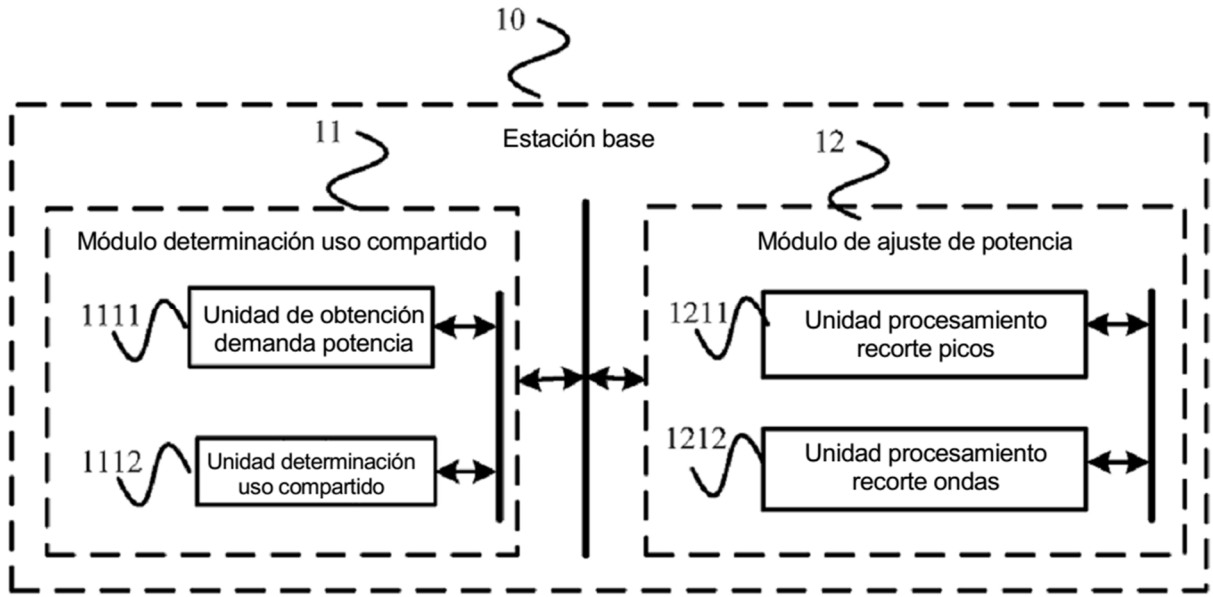 10
Estación base
11
12
Módulo determinación uso compartido
Módulo de ajuste de potencia
1111
Unidad de obtención
demanda potencia
1112
Unidad determinación
uso compartido
1211
Unidad procesamiento
recorte picos
1212
Unidad procesamiento
recorte ondas